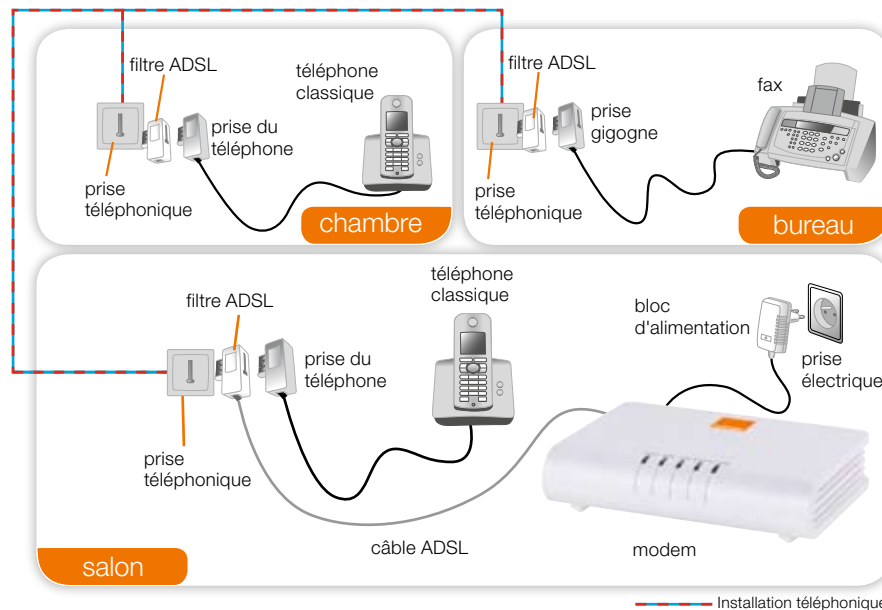 filtre ADSL
téléphone
classique
prise du
téléphone
prise
téléphonique
chambre
filtre ADSL
fax
prise
gigogne
prise
téléphonique
bureau
filtre ADSL
téléphone
classique
bloc
d'alimentation
prise du
téléphone
prise
électrique
prise
téléphonique
câble ADSL
modem
salon
Installation téléphonique